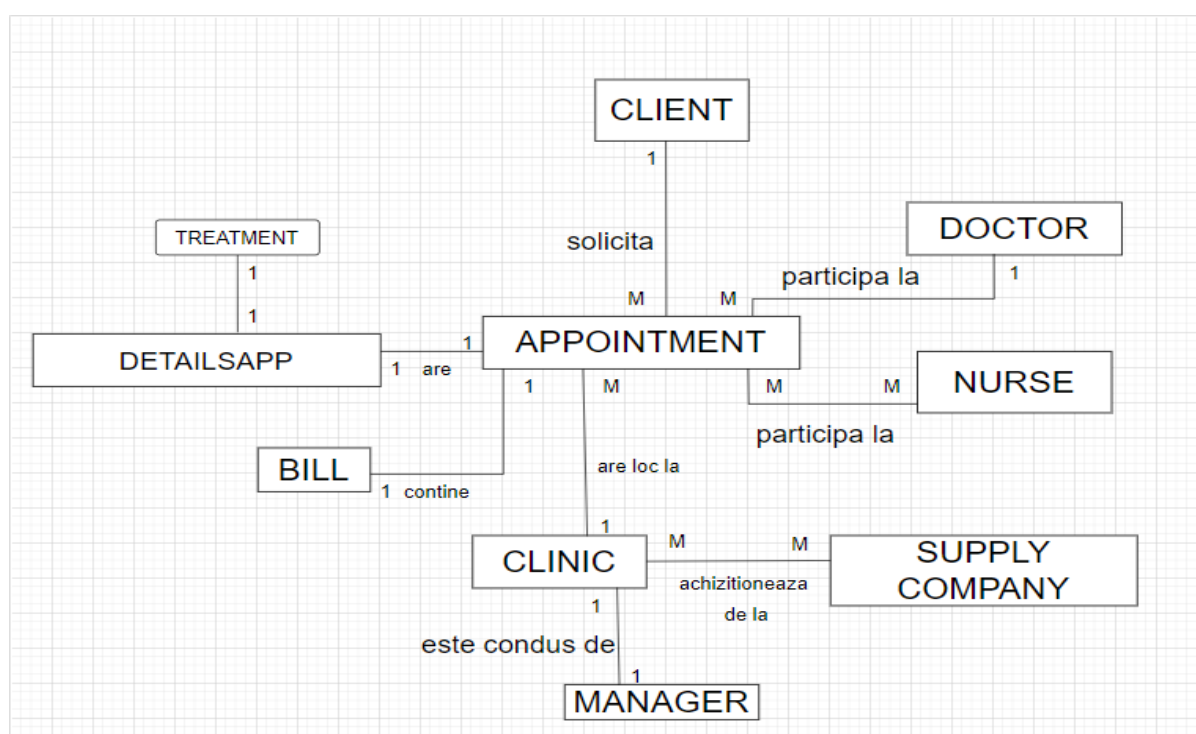 CLIENT
1
solicita
M
TREATMENT
1
1
DOCTOR
1
participa la
M
APPOINTMENT
DETAILSAPP
1
1 are
NURSE
M
M
participa la
1
M
BILL
1 contine
are loc la
1
CLINIC
M
M
achizitioneaza
de la
SUPPLY
COMPANY
1
este condus de
1
MANAGER